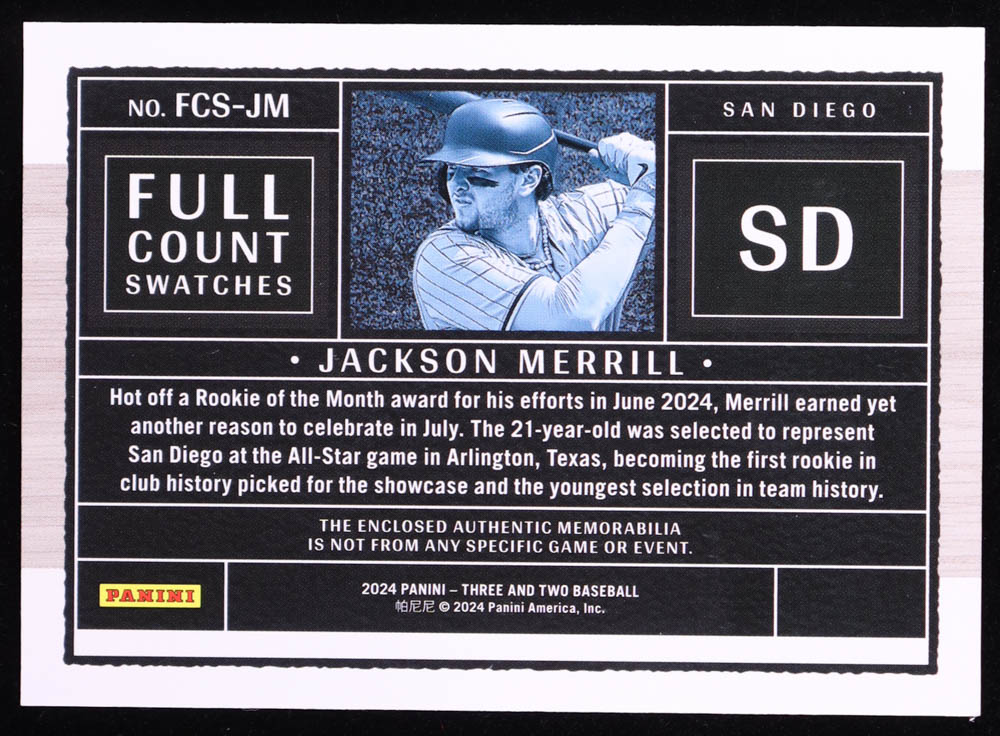 NO. FCS-JM
SAN DIEGO
FULL
COUNT
SWATCHES
SD
• JACKSON MERRILL •
Hot off a Rookie of the Month award for his efforts in June 2024, Merrill earned yet
another reason to celebrate in July. The 21-year-old was selected to represent
San Diego at the All-Star game in Arlington, Texas, becoming the first rookie in
club history picked for the showcase and the youngest selection in team history.
THE ENCLOSED AUTHENTIC MEMORABILIA
IS NOT FROM ANY SPECIFIC GAME OR EVENT.
PANINI
2024 PANINI – THREE AND TWO BASEBALL
帕尼尼 © 2024 Panini America, Inc.